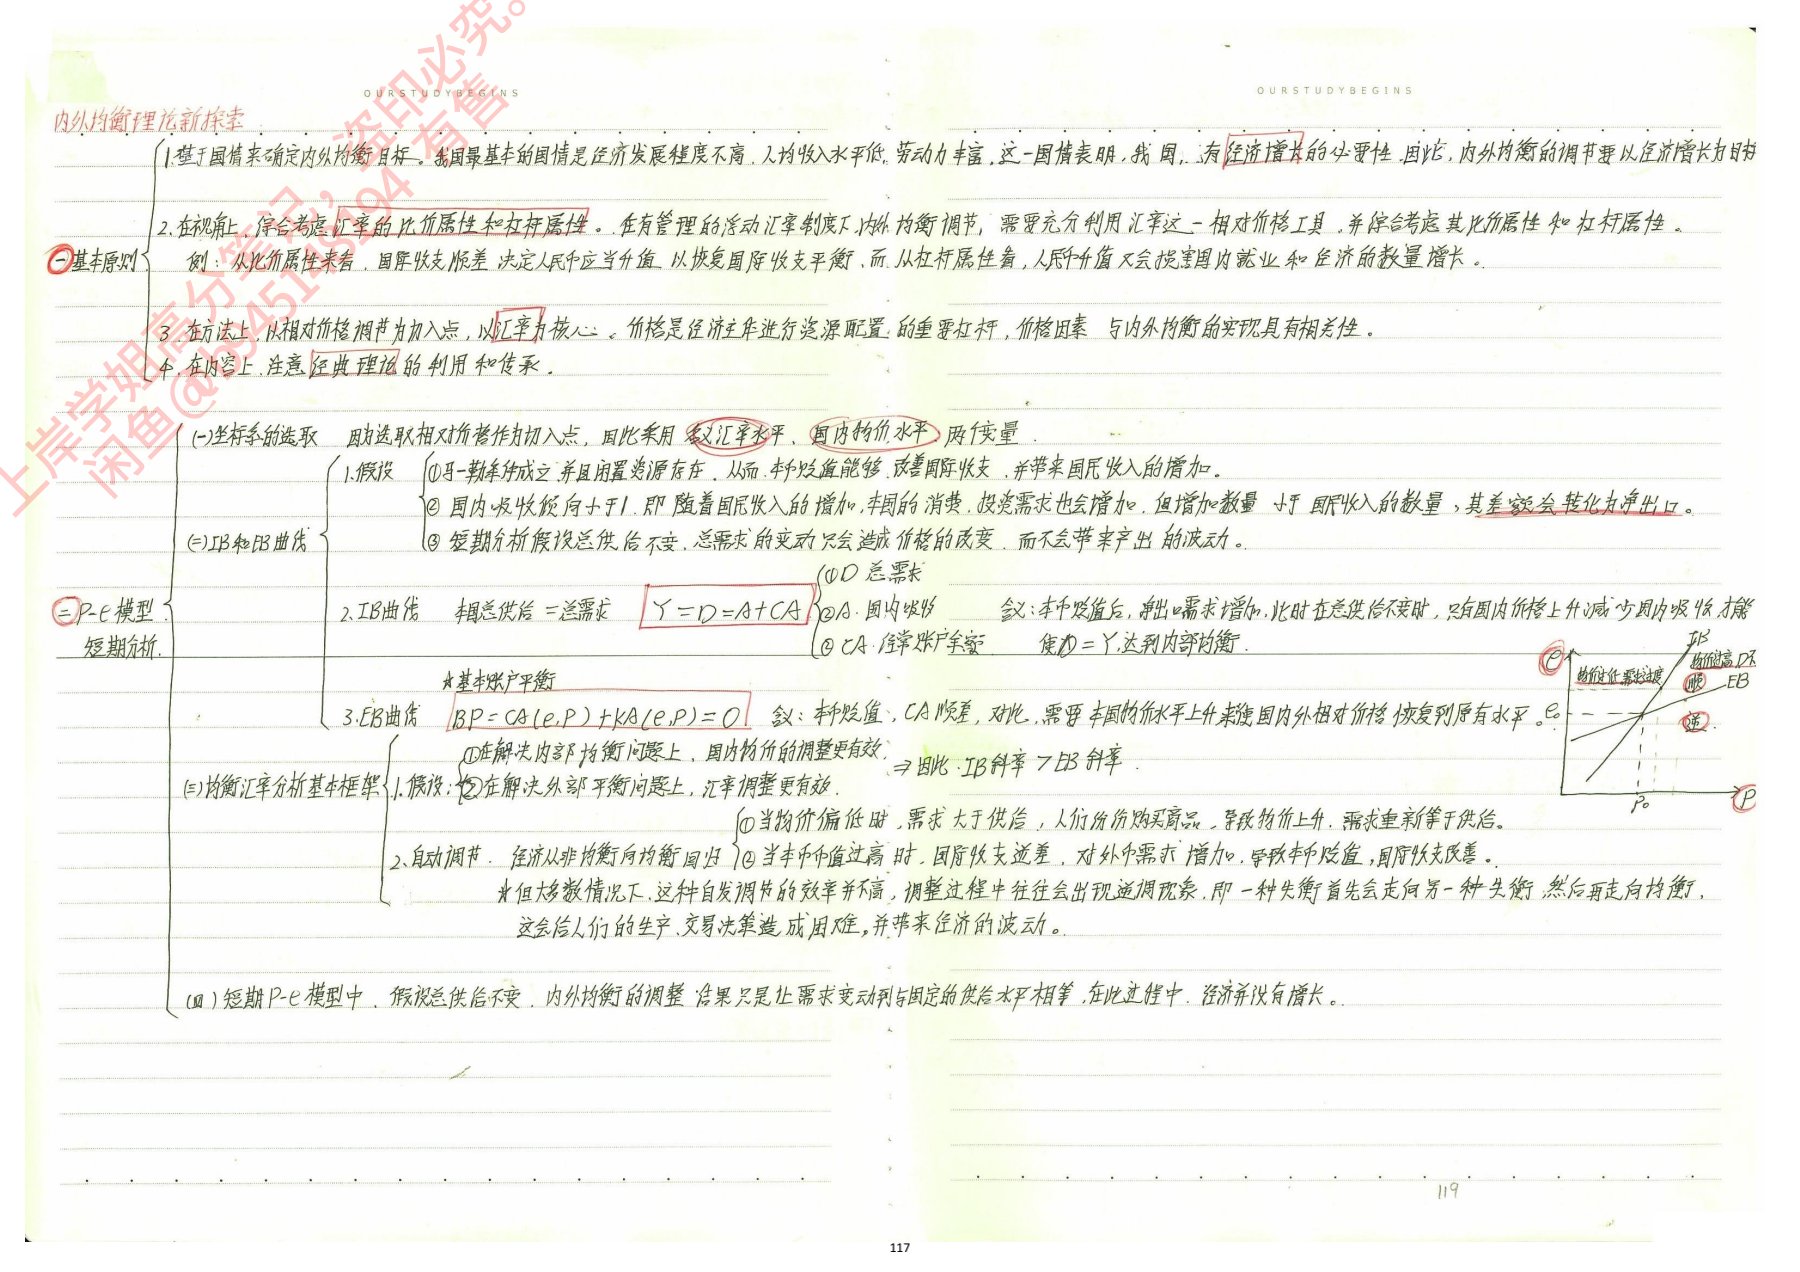 OURSTUDYBEGINS
OURSTUDYBEGINS
内外均衡理论新探索
一 基本原则
1.基于国情来确定内外均衡目标。我国最基本的国情是经济发展程度不高,人均收入水平低,劳动力丰富,这一国情表明,我国,有经济增长的必要性.因此,内外均衡的调节要以经济增长为目标
2.在视角上,综合考虑汇率的比价属性和杠杆属性。在有管理的浮动汇率制度下,内外均衡调节,需要充分利用汇率这一相对价格工具,并综合考虑其比价属性和杠杆属性。
例:从比价属性来看,国际收支顺差决定人民币应当升值以恢复国际收支平衡,而从杠杆属性看,人民币升值又会损害国内就业和经济的数量增长。
3.在方法上,以相对价格调节为切入点,以汇率为核心。价格是经济主体进行资源配置的重要杠杆,价格因素与内外均衡的实现具有相关性。
4.在内容上,注意经典理论的利用和传承。
二 P-e模型
短期分析.
(一)坐标系的选取 因为选取相对价格作为切入点,因此采用名义汇率水平、国内物价水平两个变量.
(二)IB和EB曲线
1.假设
①马一勒条件成立并且闲置资源存在,从而本币贬值能够改善国际收支,并带来国民收入的增加。
②国内吸收倾向小于1.即随着国民收入的增加,本国的消费,投资需求也会增加,但增加数量小于国民收入的数量,其差额会转化为净出口。
③短期分析假设总供给不变,总需求的变动只会造成价格的改变,而不会带来产出的波动。
2.IB曲线 本国总供给=总需求 Y=D=A+CA
①D 总需求
②A.国内吸收
③CA.经常账户余额
含义:本币贬值后,净出口需求增加,此时在总供给不变时,只有国内价格上升,减少国内吸收,才能
使D=Y,达到内部均衡.
★基本账户平衡
3.EB曲线 BP=CA(e,P)+KA(e,P)=0 含义:本币贬值,CA顺差,对此,需要本国物价水平上升来使国内外相对价格恢复到原有水平。
e
IB
物价过低需求过度
物价过高,D不
顺
EB
e₀
逆
P₀
P
(三)均衡汇率分析基本框架
1.假设:
①在解决内部均衡问题上,国内物价的调整更有效,
②在解决外部平衡问题上,汇率调整更有效.
⇒因此.IB斜率>EB斜率.
2.自动调节. 经济从非均衡向均衡回归
①当物价偏低时,需求大于供给,人们纷纷购买商品,导致物价上升,需求重新等于供给。
②当本币币值过高时,国际收支逆差,对外币需求增加,导致本币贬值,国际收支改善。
★但大多数情况下,这种自发调节的效率并不高,调整过程中往往会出现逆调现象,即一种失衡首先会走向另一种失衡,然后再走向均衡,
这会给人们的生产、交易决策造成困难,并带来经济的波动。
(四)短期P-e模型中,假设总供给不变,内外均衡的调整结果只是让需求变动到与固定的供给水平相等,在此过程中,经济并没有增长。
119
117
上岸学姐高分笔记,盗印必究。
闲鱼@b945148194有售